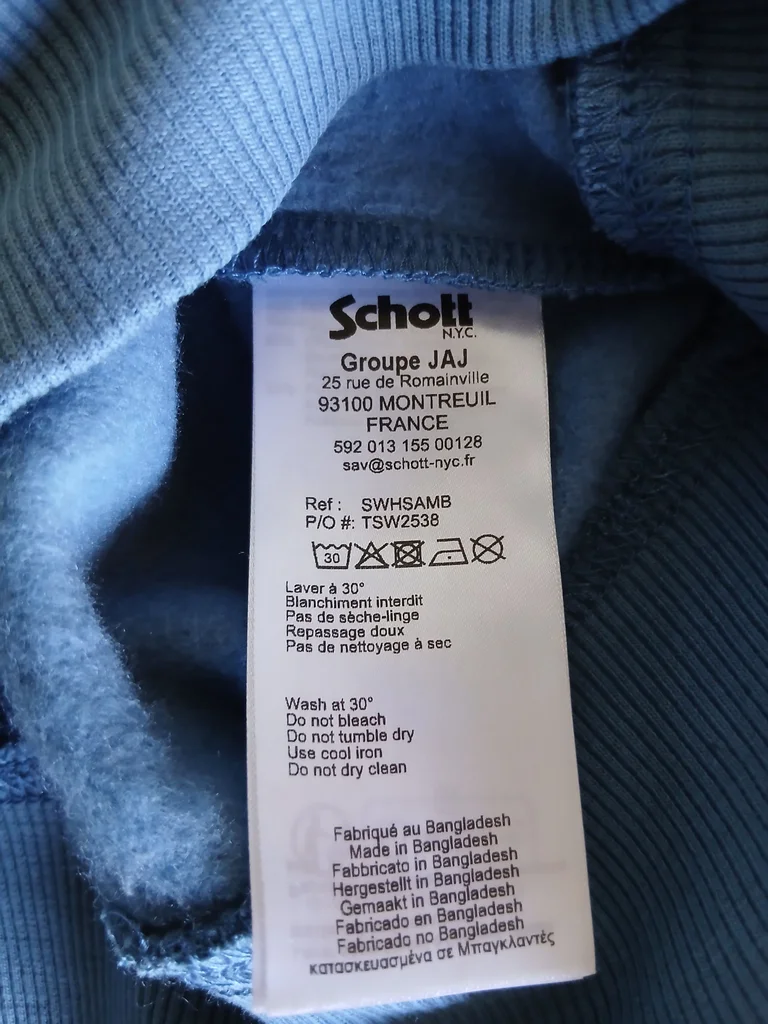 Schott
N.Y.C.
Groupe JAJ
25 rue de Romainville
93100 MONTREUIL
FRANCE
592 013 155 00128
sav@schott-nyc.fr
Ref : SWHSAMB
P/O #: TSW2538
30
Laver à 30°
Blanchiment interdit
Pas de sèche-linge
Repassage doux
Pas de nettoyage à sec
Wash at 30°
Do not bleach
Do not tumble dry
Use cool iron
Do not dry clean
Fabriqué au Bangladesh
Made in Bangladesh
Fabbricato in Bangladesh
Hergestellt in Bangladesh
Gemaakt in Bangladesh
Fabricado en Bangladesh
Fabricado no Bangladesh
κατασκευασμένα σε Μπαγκλαντές